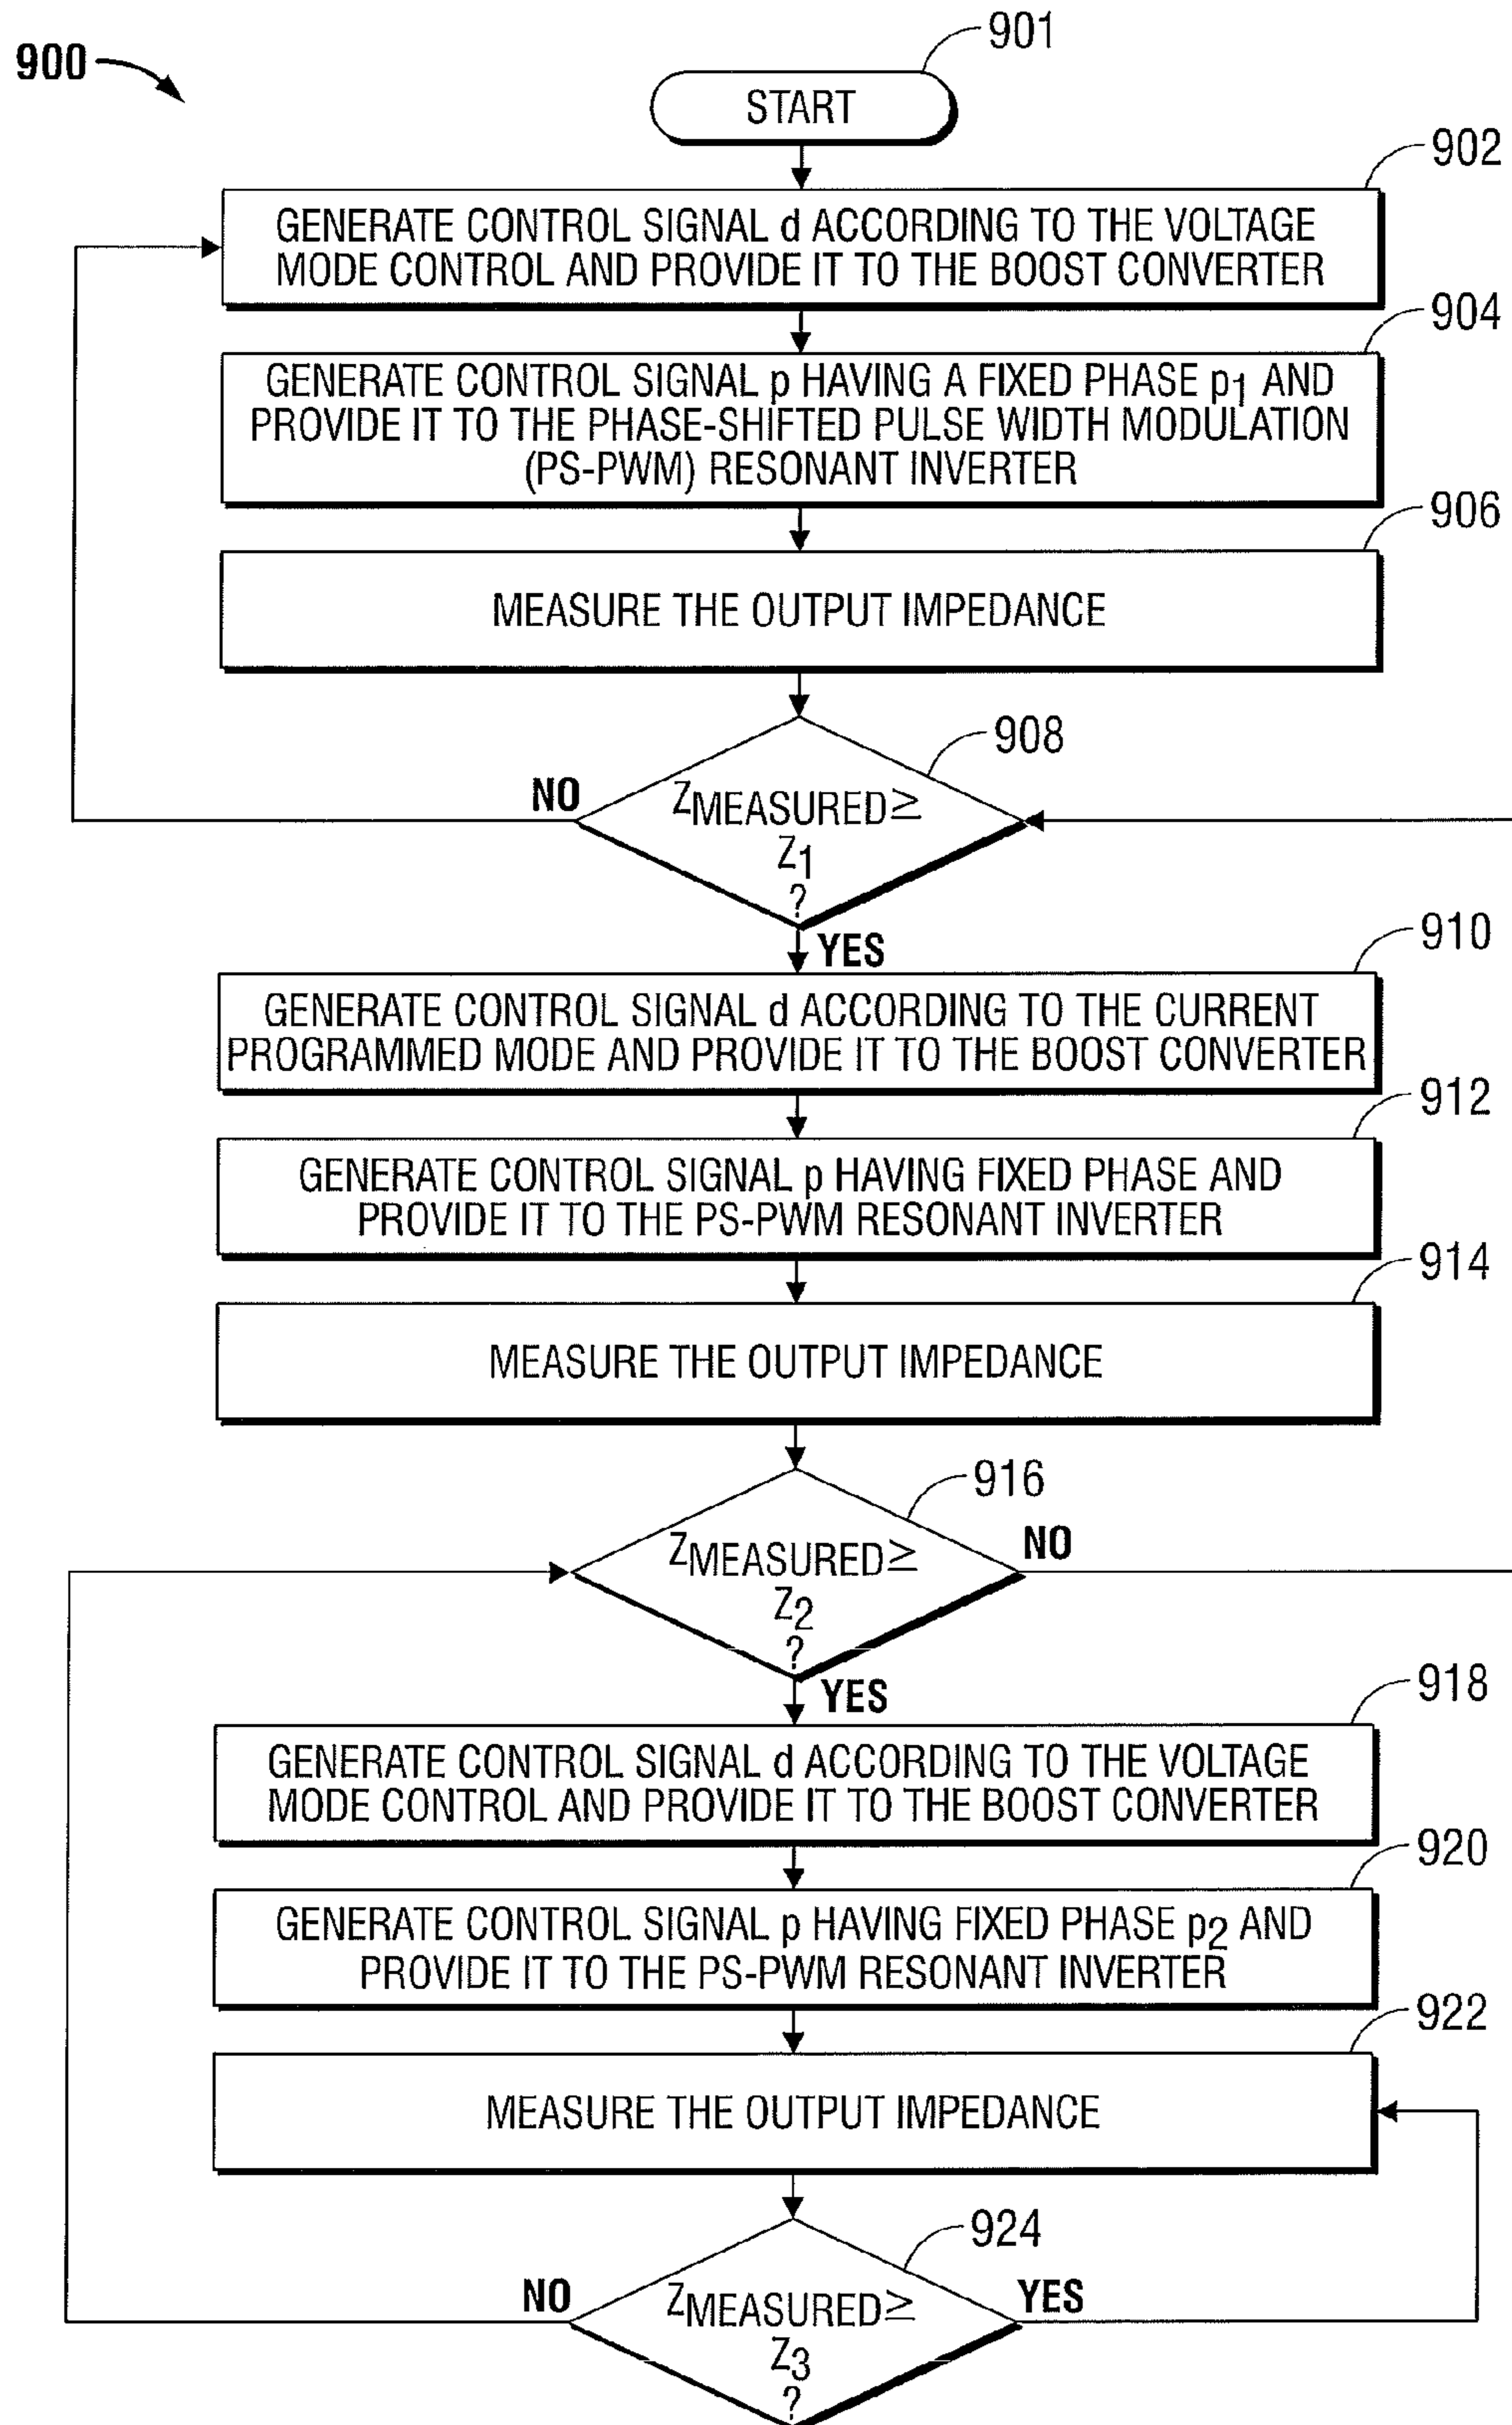 900
901
START
902
GENERATE CONTROL SIGNAL d ACCORDING TO THE VOLTAGE
MODE CONTROL AND PROVIDE IT TO THE BOOST CONVERTER
904
GENERATE CONTROL SIGNAL p HAVING A FIXED PHASE p1 AND
PROVIDE IT TO THE PHASE-SHIFTED PULSE WIDTH MODULATION
(PS-PWM) RESONANT INVERTER
906
MEASURE THE OUTPUT IMPEDANCE
908
NO
ZMEASURED≥
Z1
?
YES
910
GENERATE CONTROL SIGNAL d ACCORDING TO THE CURRENT
PROGRAMMED MODE AND PROVIDE IT TO THE BOOST CONVERTER
912
GENERATE CONTROL SIGNAL p HAVING FIXED PHASE AND
PROVIDE IT TO THE PS-PWM RESONANT INVERTER
914
MEASURE THE OUTPUT IMPEDANCE
916
ZMEASURED≥
Z2
?
NO
YES
918
GENERATE CONTROL SIGNAL d ACCORDING TO THE VOLTAGE
MODE CONTROL AND PROVIDE IT TO THE BOOST CONVERTER
920
GENERATE CONTROL SIGNAL p HAVING FIXED PHASE p2 AND
PROVIDE IT TO THE PS-PWM RESONANT INVERTER
922
MEASURE THE OUTPUT IMPEDANCE
924
NO
ZMEASURED≥
Z3
?
YES